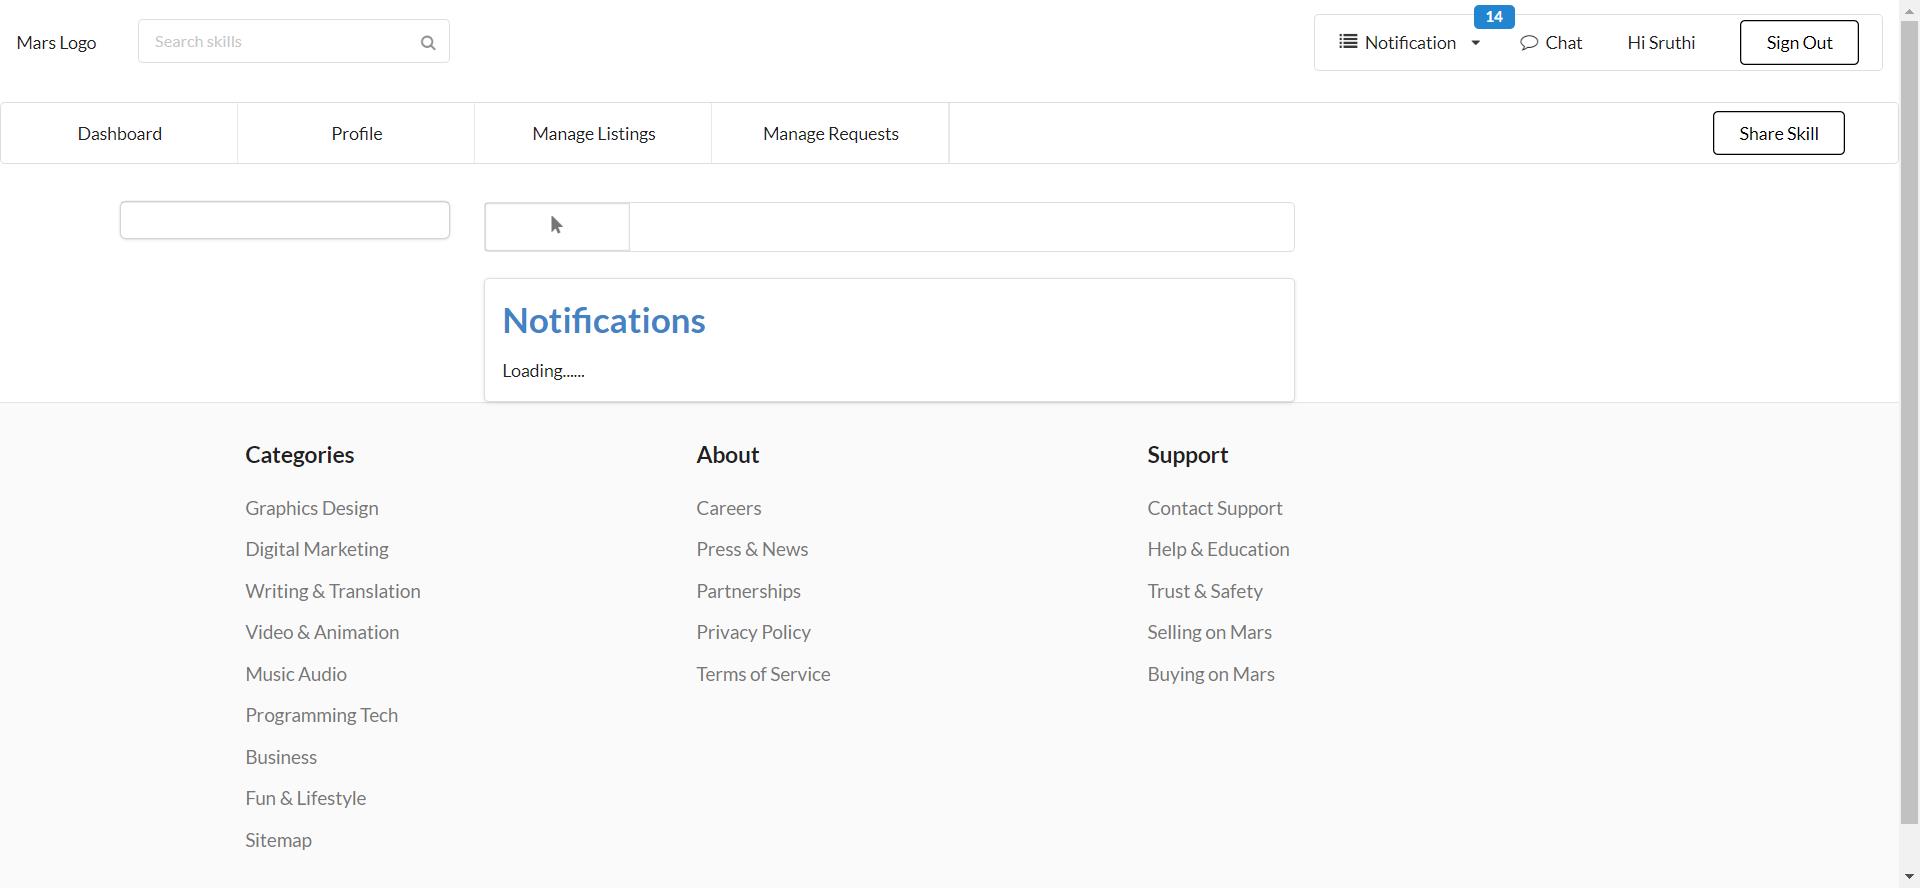 14
Mars Logo Search skills Notification Chat Hi Sruthi Sign Out
Dashboard Profile Manage Listings Manage Requests Share Skill
Notifications
Loading......
Categories
Graphics Design
Digital Marketing
Writing & Translation
Video & Animation
Music Audio
Programming Tech
Business
Fun & Lifestyle
Sitemap
About
Careers
Press & News
Partnerships
Privacy Policy
Terms of Service
Support
Contact Support
Help & Education
Trust & Safety
Selling on Mars
Buying on Mars